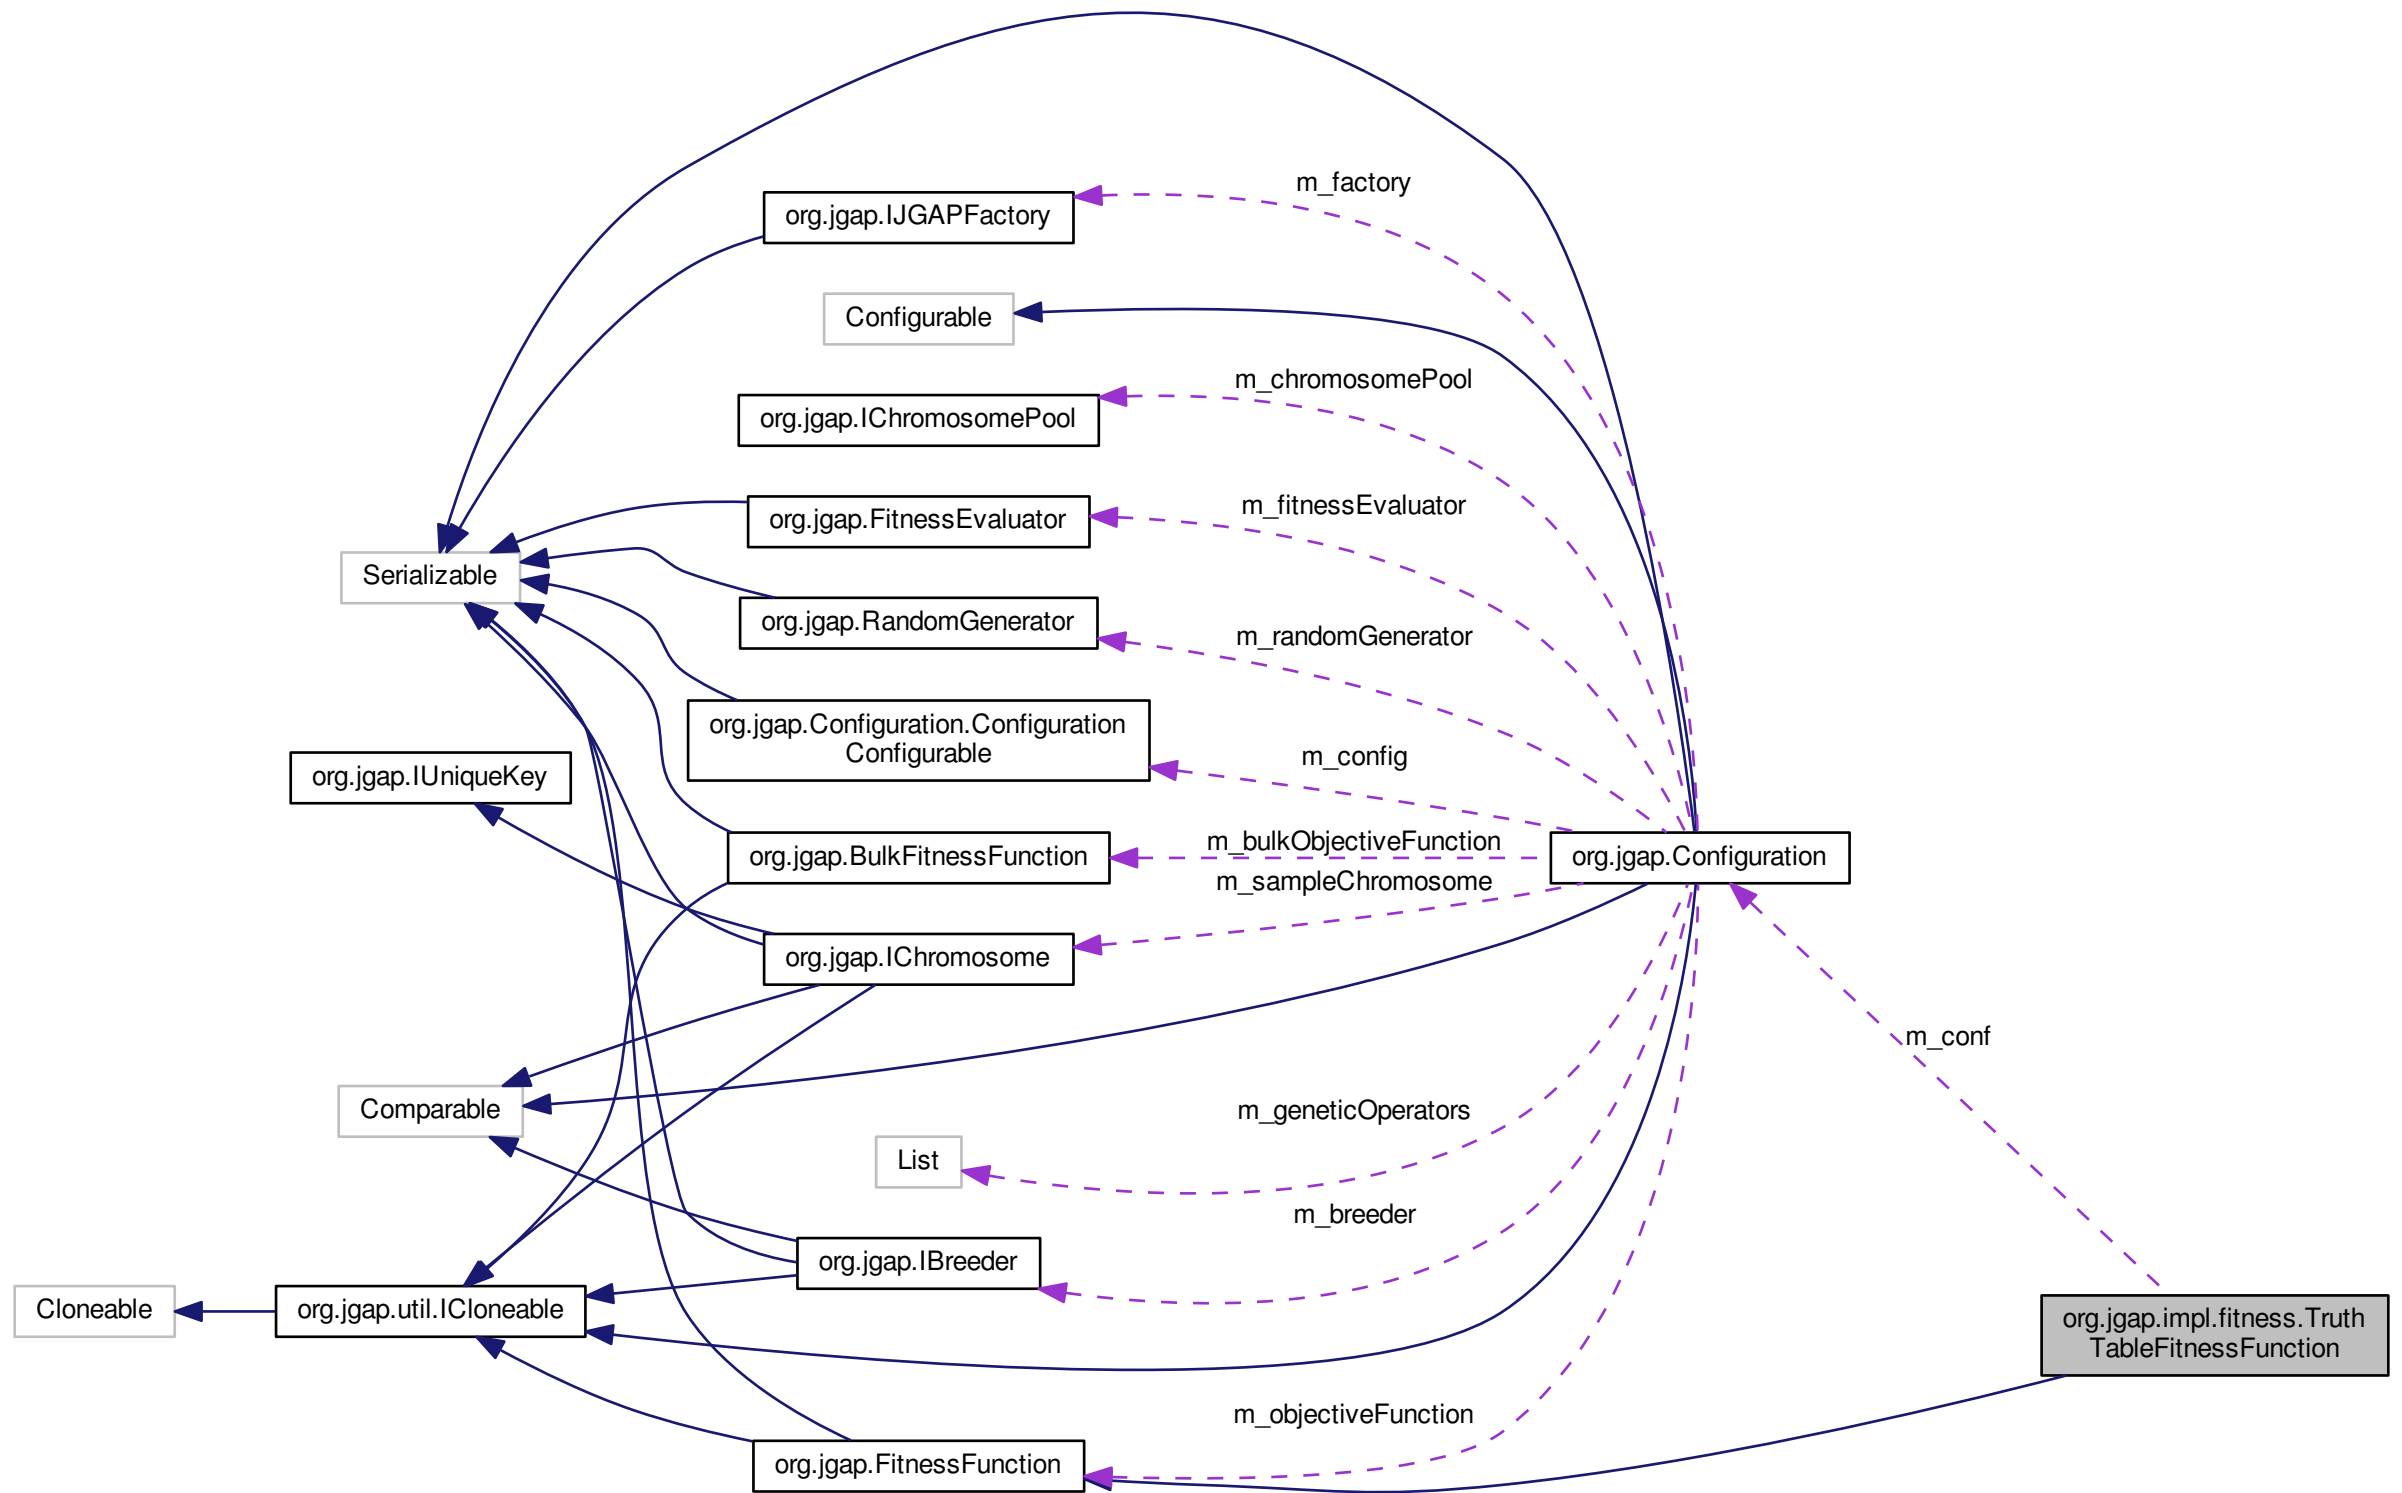 m_factory
org.jgap.IJGAPFactory
Configurable
m_chromosomePool
org.jgap.IChromosomePool
m_fitnessEvaluator
org.jgap.FitnessEvaluator
Serializable
org.jgap.RandomGenerator
m_randomGenerator
org.jgap.Configuration.Configuration
Configurable
m_config
org.jgap.IUniqueKey
m_bulkObjectiveFunction
org.jgap.BulkFitnessFunction
org.jgap.Configuration
m_sampleChromosome
org.jgap.IChromosome
m_conf
Comparable
m_geneticOperators
List
m_breeder
org.jgap.IBreeder
Cloneable
org.jgap.util.ICloneable
org.jgap.impl.fitness.Truth
TableFitnessFunction
m_objectiveFunction
org.jgap.FitnessFunction